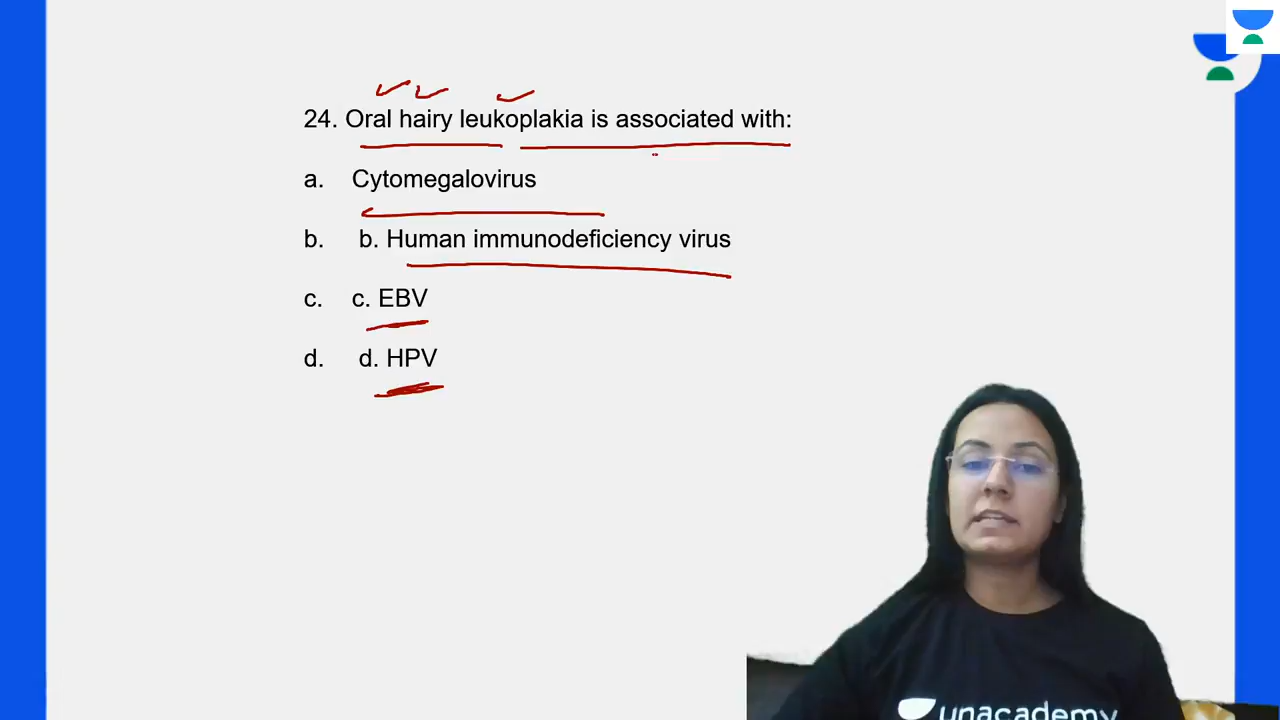 24. Oral hairy leukoplakia is associated with:
a. Cytomegalovirus
b. b. Human immunodeficiency virus
c. c. EBV
d. d. HPV
unacademy